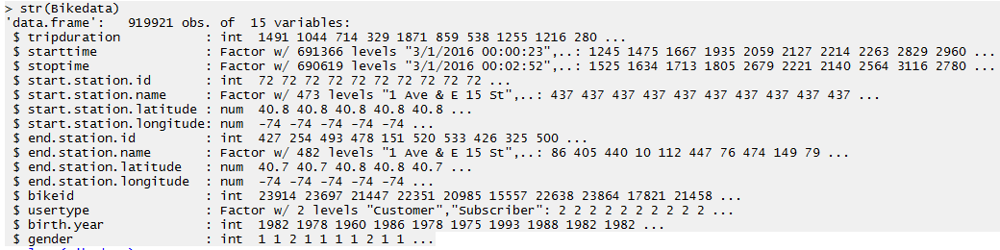 > str(Bikedata)
'data.frame':   919921 obs. of  15 variables:
 $ tripduration           : int  1491 1044 714 329 1871 859 538 1255 1216 280 ...
 $ starttime              : Factor w/ 691366 levels "3/1/2016 00:00:23",..: 1245 1475 1667 1935 2059 2127 2214 2263 2829 2960 ...
 $ stoptime               : Factor w/ 690619 levels "3/1/2016 00:02:52",..: 1525 1634 1713 1805 2679 2221 2140 2564 3116 2780 ...
 $ start.station.id       : int  72 72 72 72 72 72 72 72 72 72 ...
 $ start.station.name     : Factor w/ 473 levels "1 Ave & E 15 St",..: 437 437 437 437 437 437 437 437 437 437 ...
 $ start.station.latitude : num  40.8 40.8 40.8 40.8 40.8 ...
 $ start.station.longitude: num  -74 -74 -74 -74 -74 ...
 $ end.station.id         : int  427 254 493 478 151 520 533 426 325 500 ...
 $ end.station.name       : Factor w/ 482 levels "1 Ave & E 15 St",..: 86 405 440 10 112 447 76 474 149 79 ...
 $ end.station.latitude   : num  40.7 40.7 40.8 40.8 40.7 ...
 $ end.station.longitude  : num  -74 -74 -74 -74 -74 ...
 $ bikeid                 : int  23914 23697 21447 22351 20985 15557 22638 23864 17821 21458 ...
 $ usertype               : Factor w/ 2 levels "Customer","Subscriber": 2 2 2 2 2 2 2 2 2 2 ...
 $ birth.year             : int  1982 1978 1960 1986 1978 1975 1993 1988 1982 1982 ...
 $ gender                 : int  1 1 2 1 1 1 1 2 1 1 ...